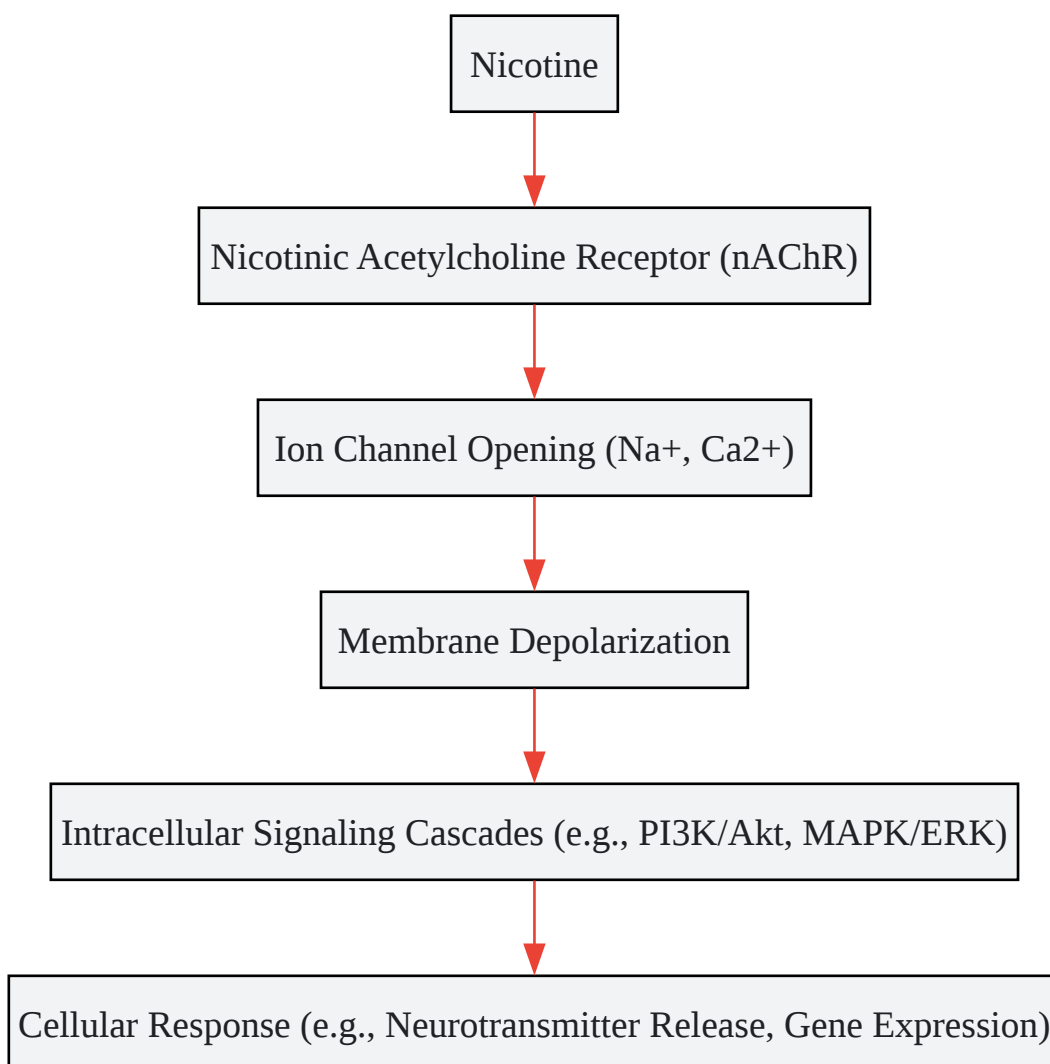 Nicotine
Nicotinic Acetylcholine Receptor (nAChR)
Ion Channel Opening (Na+, Ca2+)
Membrane Depolarization
Intracellular Signaling Cascades (e.g., PI3K/Akt, MAPK/ERK)
Cellular Response (e.g., Neurotransmitter Release, Gene Expression)